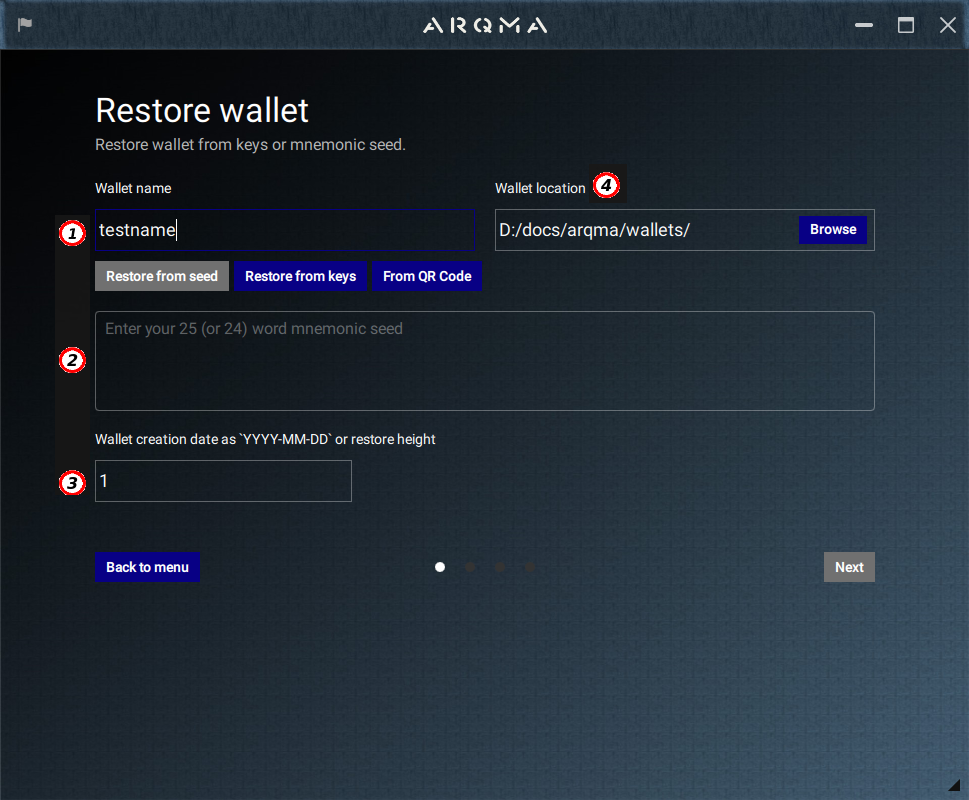 ARQMA
Restore wallet
Restore wallet from keys or mnemonic seed.
Wallet name
Wallet location 4
1 testname
D:/docs/arqma/wallets/ Browse
Restore from seed Restore from keys From QR Code
2 Enter your 25 (or 24) word mnemonic seed
Wallet creation date as `YYYY-MM-DD` or restore height
3 1
Back to menu Next